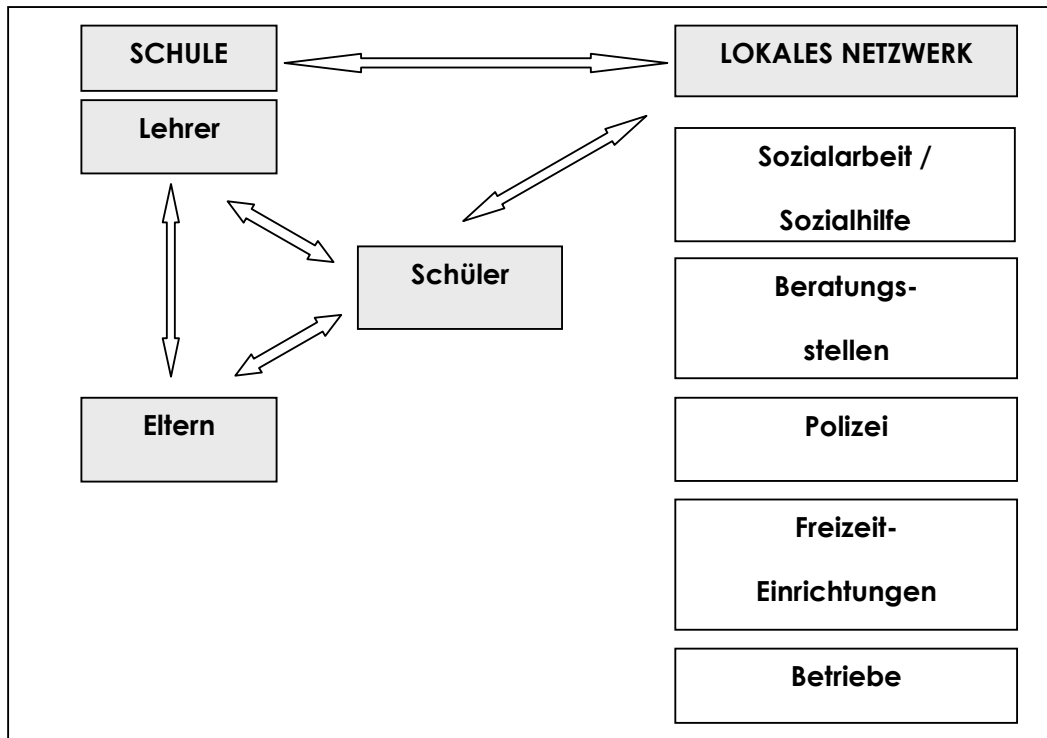 SCHULE
LOKALES NETZWERK
Lehrer
Sozialarbeit /
Sozialhilfe
Schüler
Beratungs-
stellen
Eltern
Polizei
Freizeit-
Einrichtungen
Betriebe